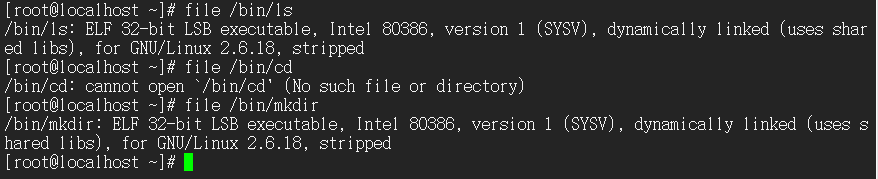 [root@localhost ~]# file /bin/ls
/bin/ls: ELF 32-bit LSB executable, Intel 80386, version 1 (SYSV), dynamically linked (uses shar
ed libs), for GNU/Linux 2.6.18, stripped
[root@localhost ~]# file /bin/cd
/bin/cd: cannot open `/bin/cd' (No such file or directory)
[root@localhost ~]# file /bin/mkdir
/bin/mkdir: ELF 32-bit LSB executable, Intel 80386, version 1 (SYSV), dynamically linked (uses s
hared libs), for GNU/Linux 2.6.18, stripped
[root@localhost ~]#